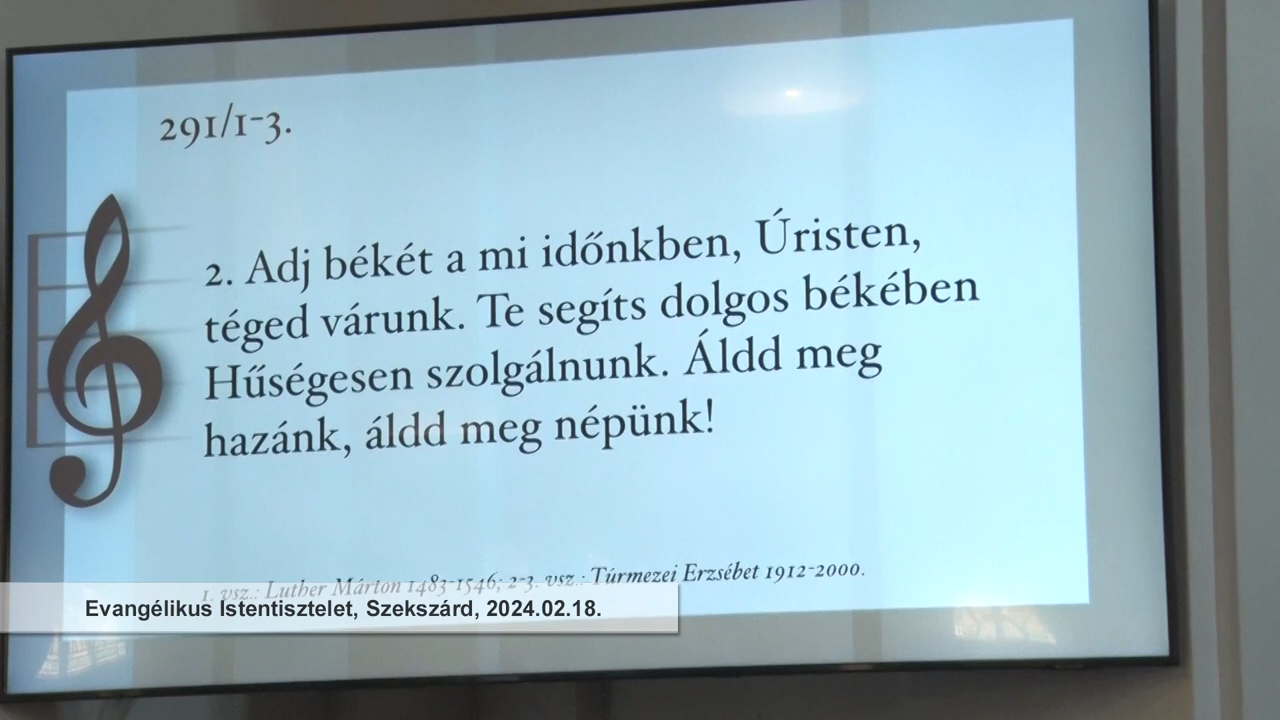 291/1-3.
2. Adj békét a mi időnkben, Úristen,
téged várunk. Te segíts dolgos békében
Hűségesen szolgálnunk. Áldd meg
hazánk, áldd meg népünk!
1. vsz.: Luther Márton 1483-1546; 2-3. vsz.: Túrmezei Erzsébet 1912-2000.
Evangélikus Istentisztelet, Szekszárd, 2024.02.18.